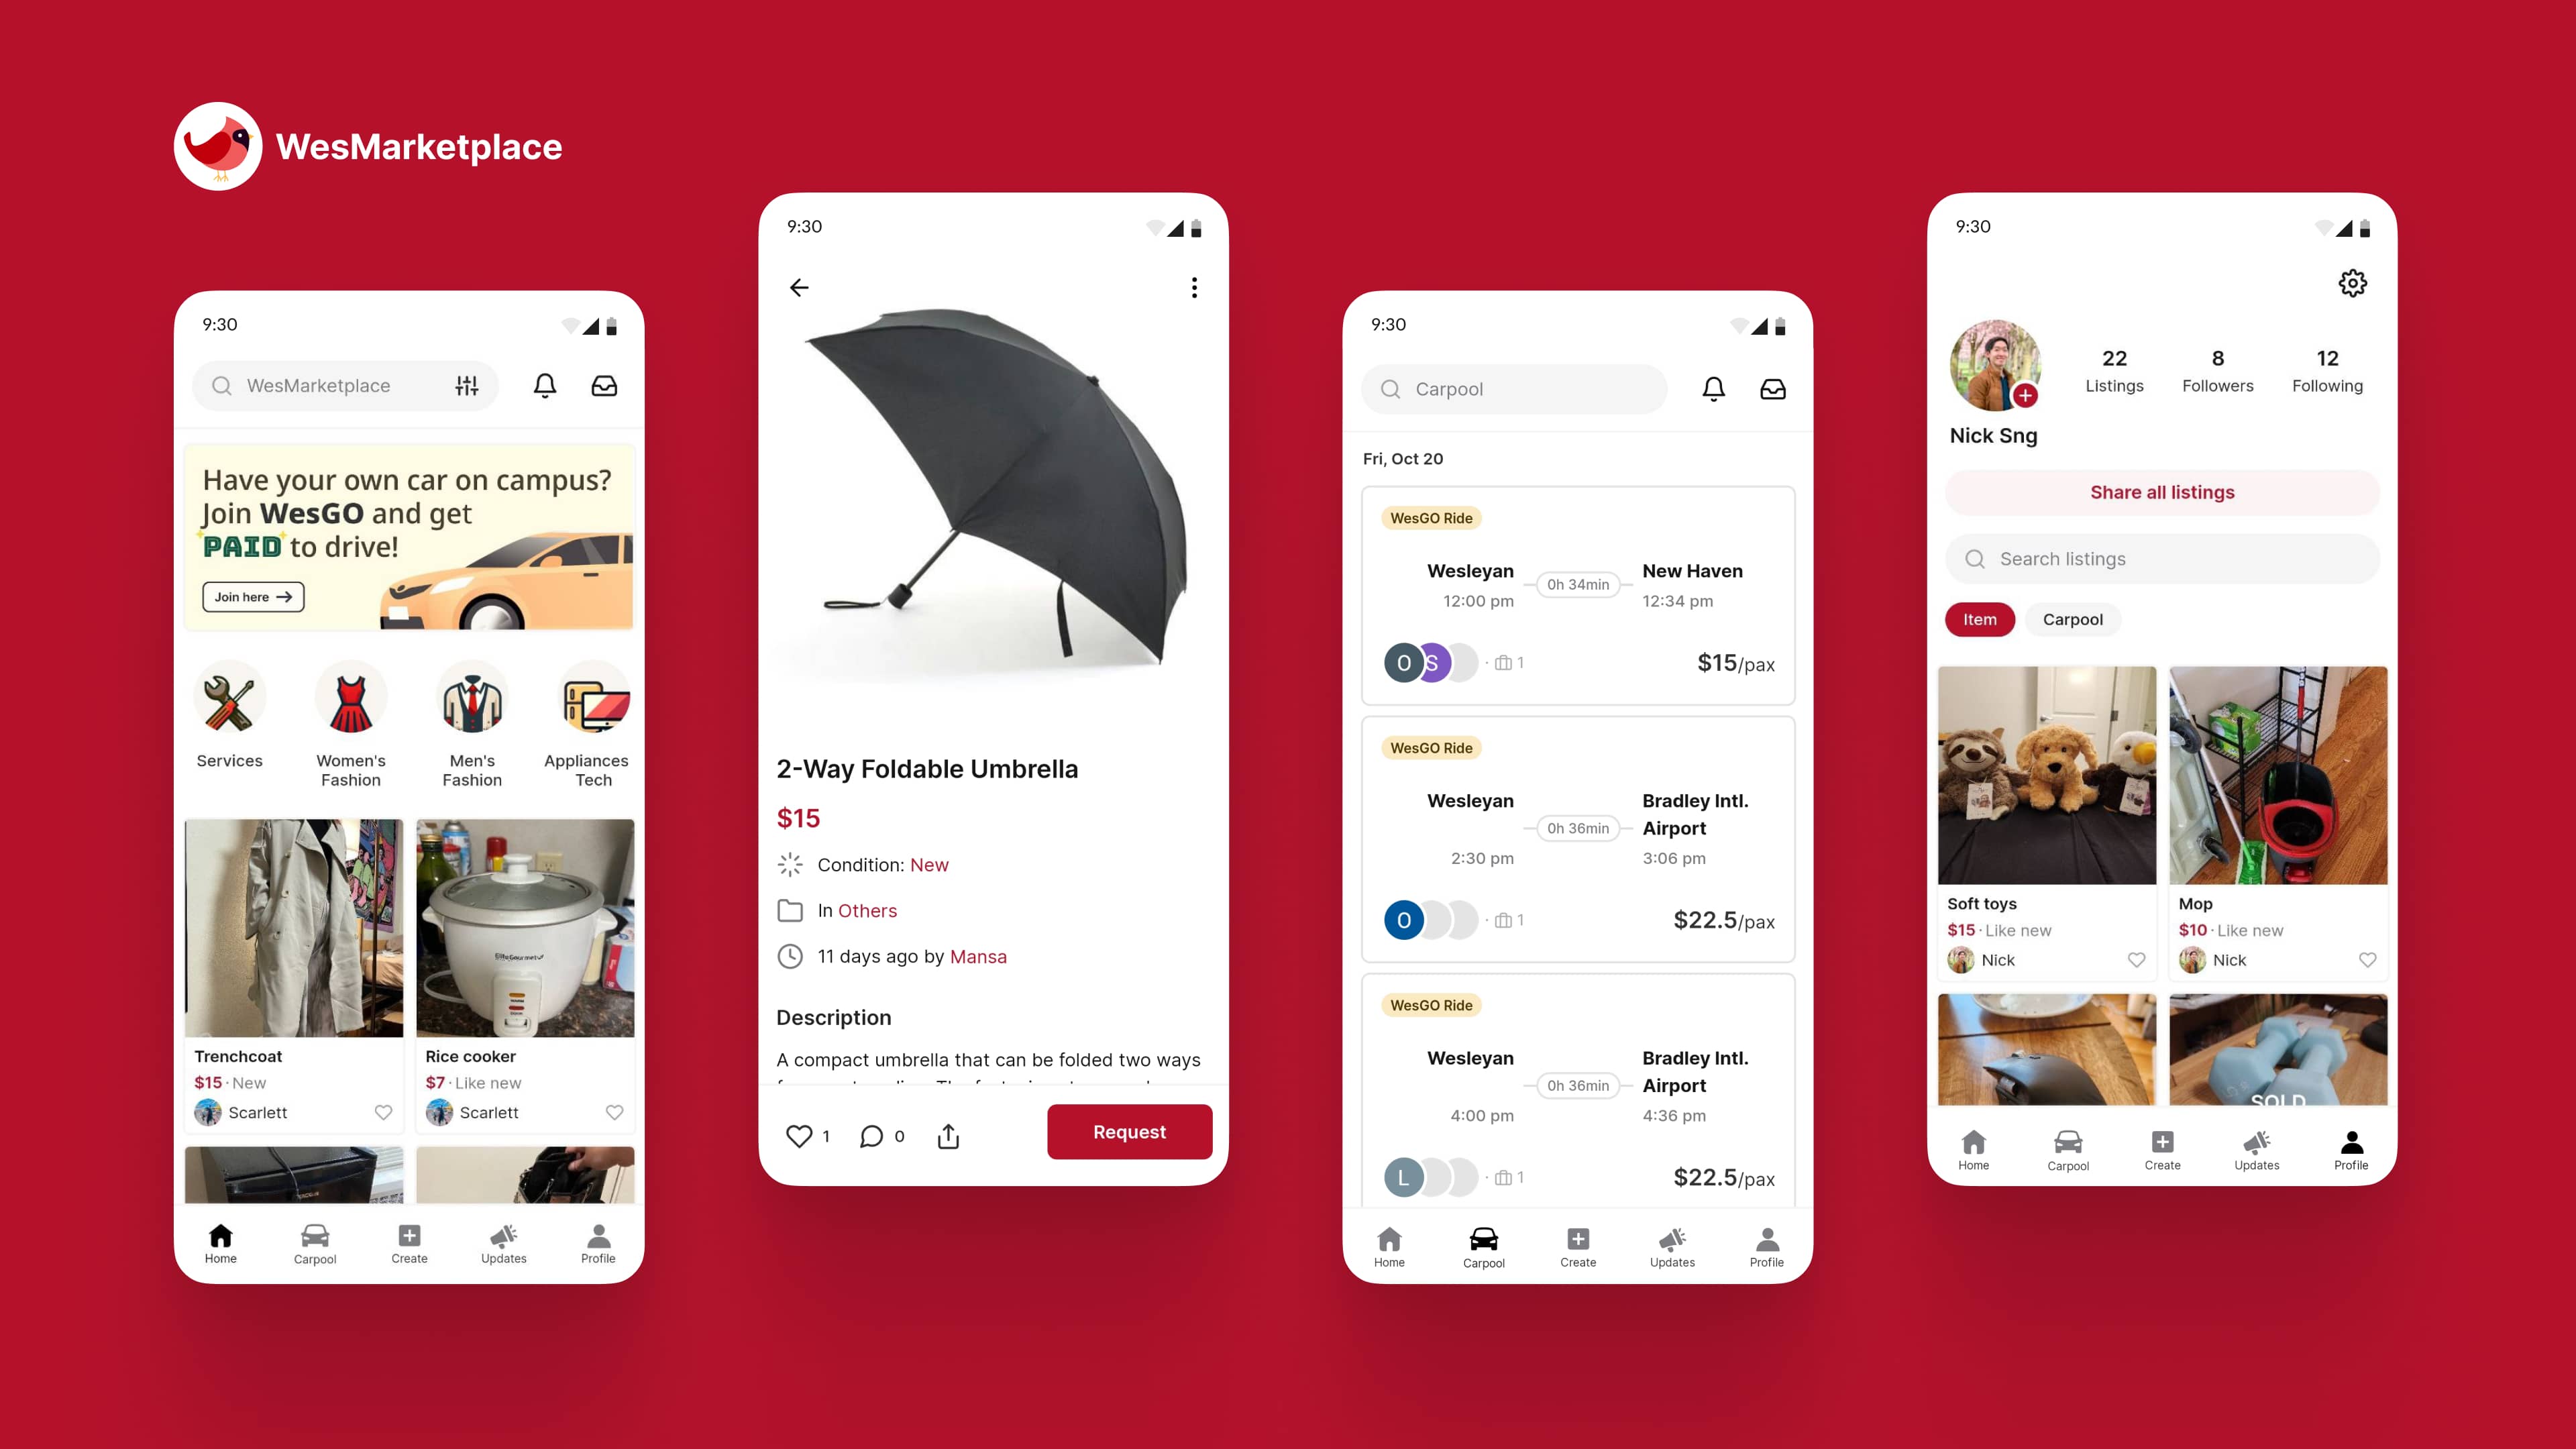 WesMarketplace
9:30
WesMarketplace
Have your own car on campus?
Join WesGO and get
PAID to drive!
Join here →
Services
Women's
Fashion
Men's
Fashion
Appliances
Tech
EliteGourmet
Trenchcoat
$15 · New
Scarlett
Rice cooker
$7 · Like new
Scarlett
Home
Carpool
Create
Updates
Profile
9:30
2-Way Foldable Umbrella
$15
Condition: New
In Others
11 days ago by Mansa
Description
A compact umbrella that can be folded two ways
1
0
Request
9:30
Carpool
Fri, Oct 20
WesGO Ride
Wesleyan
0h 34min
New Haven
12:00 pm
12:34 pm
O
S
· 1
$15/pax
WesGO Ride
Wesleyan
0h 36min
Bradley Intl.
Airport
2:30 pm
3:06 pm
O
· 1
$22.5/pax
WesGO Ride
Wesleyan
0h 36min
Bradley Intl.
Airport
4:00 pm
4:36 pm
L
· 1
$22.5/pax
Home
Carpool
Create
Updates
Profile
9:30
22
Listings
8
Followers
12
Following
Nick Sng
Share all listings
Search listings
Item
Carpool
Soft toys
$15 · Like new
Nick
Mop
$10 · Like new
Nick
SOLD
Home
Carpool
Create
Updates
Profile